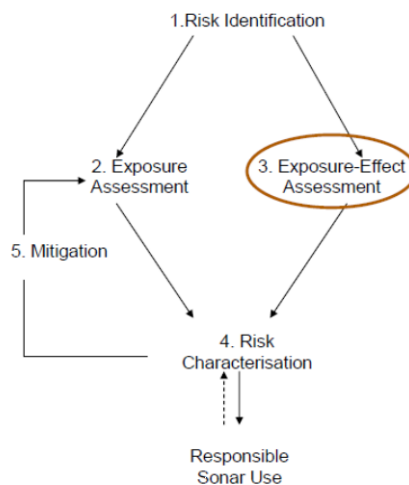 1.Risk Identification
2. Exposure
Assessment
3. Exposure-Effect
Assessment
5. Mitigation
4. Risk
Characterisation
Responsible
Sonar Use